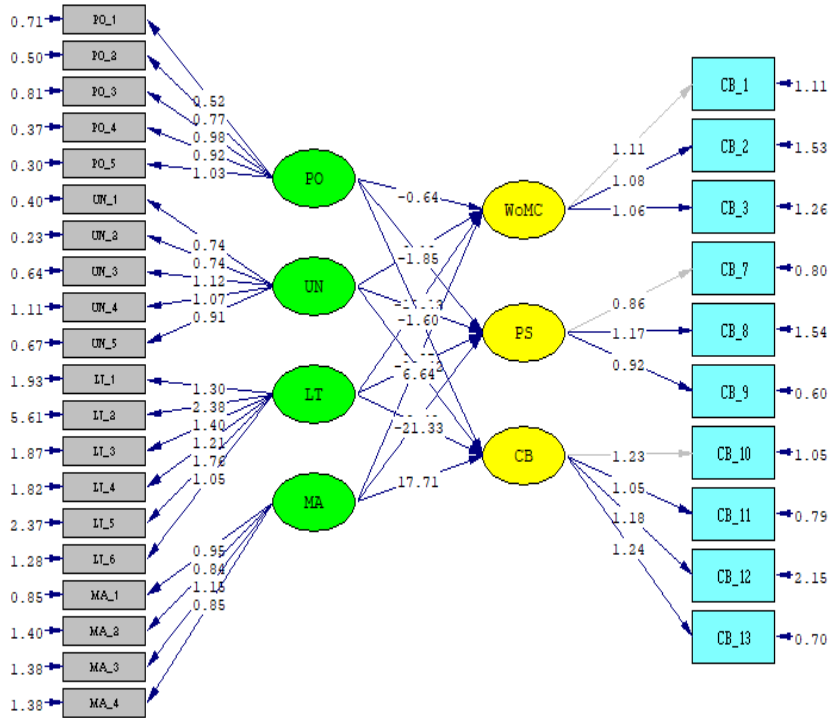 0.71 PO_1
0.50 PO_2
0.81 PO_3
0.37 PO_4
0.30 PO_5
0.40 UN_1
0.23 UN_2
0.64 UN_3
1.11 UN_4
0.67 UN_5
1.93 LT_1
5.61 LT_2
1.87 LT_3
1.82 LT_4
2.37 LT_5
1.28 LT_6
0.85 MA_1
1.40 MA_2
1.38 MA_3
1.38 MA_4
0.52
0.77
0.98
0.92
1.03
0.74
0.74
1.12
1.07
0.91
1.30
2.38
1.40
1.21
1.76
1.05
0.95
0.84
1.15
0.85
PO
UN
LT
MA
-0.64
-1.85
-1.60
6.64
-21.33
17.71
WoMC
PS
CB
1.11
1.08
1.06
0.86
1.17
0.92
1.23
1.05
1.18
1.24
CB_1 1.11
CB_2 1.53
CB_3 1.26
CB_7 0.80
CB_8 1.54
CB_9 0.60
CB_10 1.05
CB_11 0.79
CB_12 2.15
CB_13 0.70